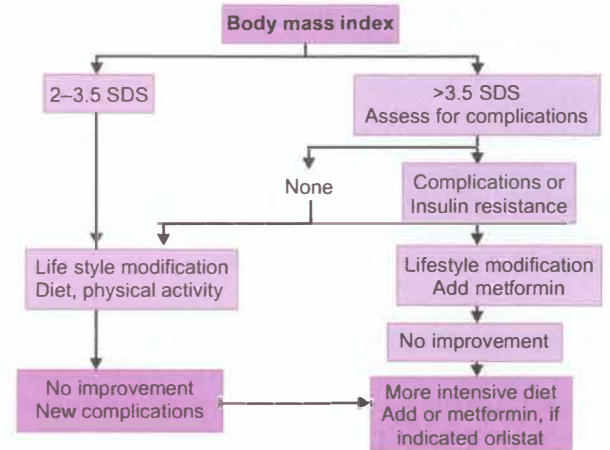 Body mass index
2–3.5 SDS
>3.5 SDS
Assess for complications
None
Complications or
Insulin resistance
Life style modification
Diet, physical activity
Lifestyle modification
Add metformin
No improvement
No improvement
New complications
More intensive diet
Add or metformin, if
indicated orlistat